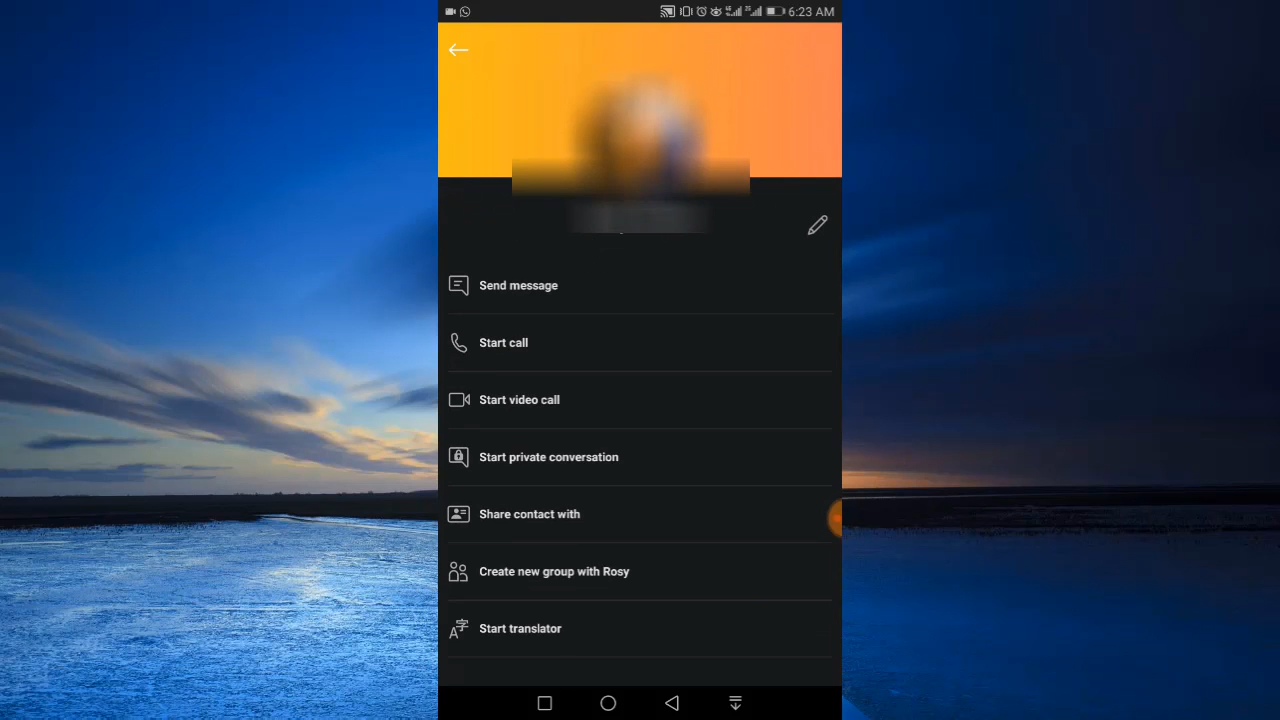 6:23 AM
Send message
Start call
Start video call
Start private conversation
Share contact with
Create new group with Rosy
Start translator